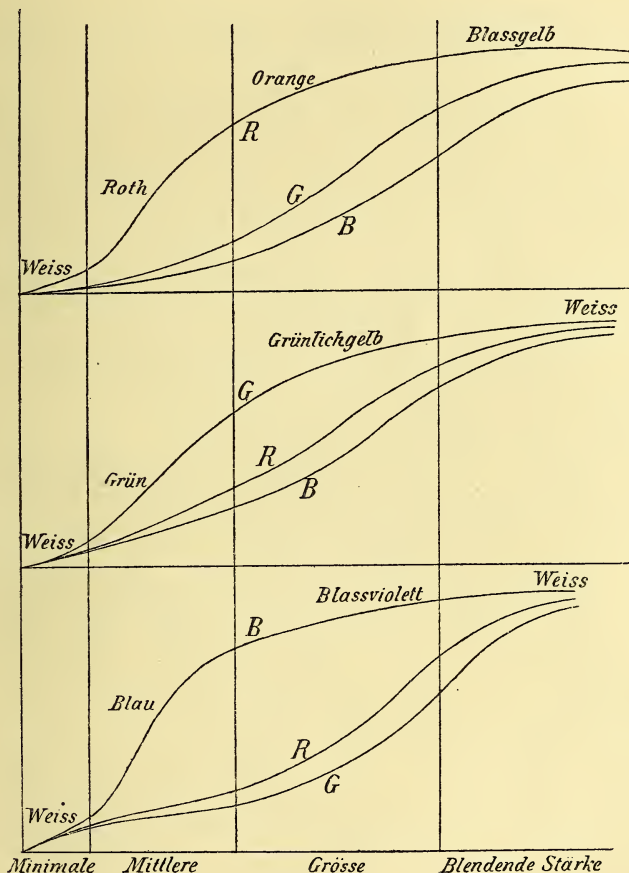 Blassgelb
Orange
R
Roth
G
B
Weiss
Weiss
Grünlichgelb
G
R
Grün
B
Weiss
Weiss
Blassviolett
B
Blau
R
G
Weiss
Minimale Mittlere Grösse Blendende Stärke